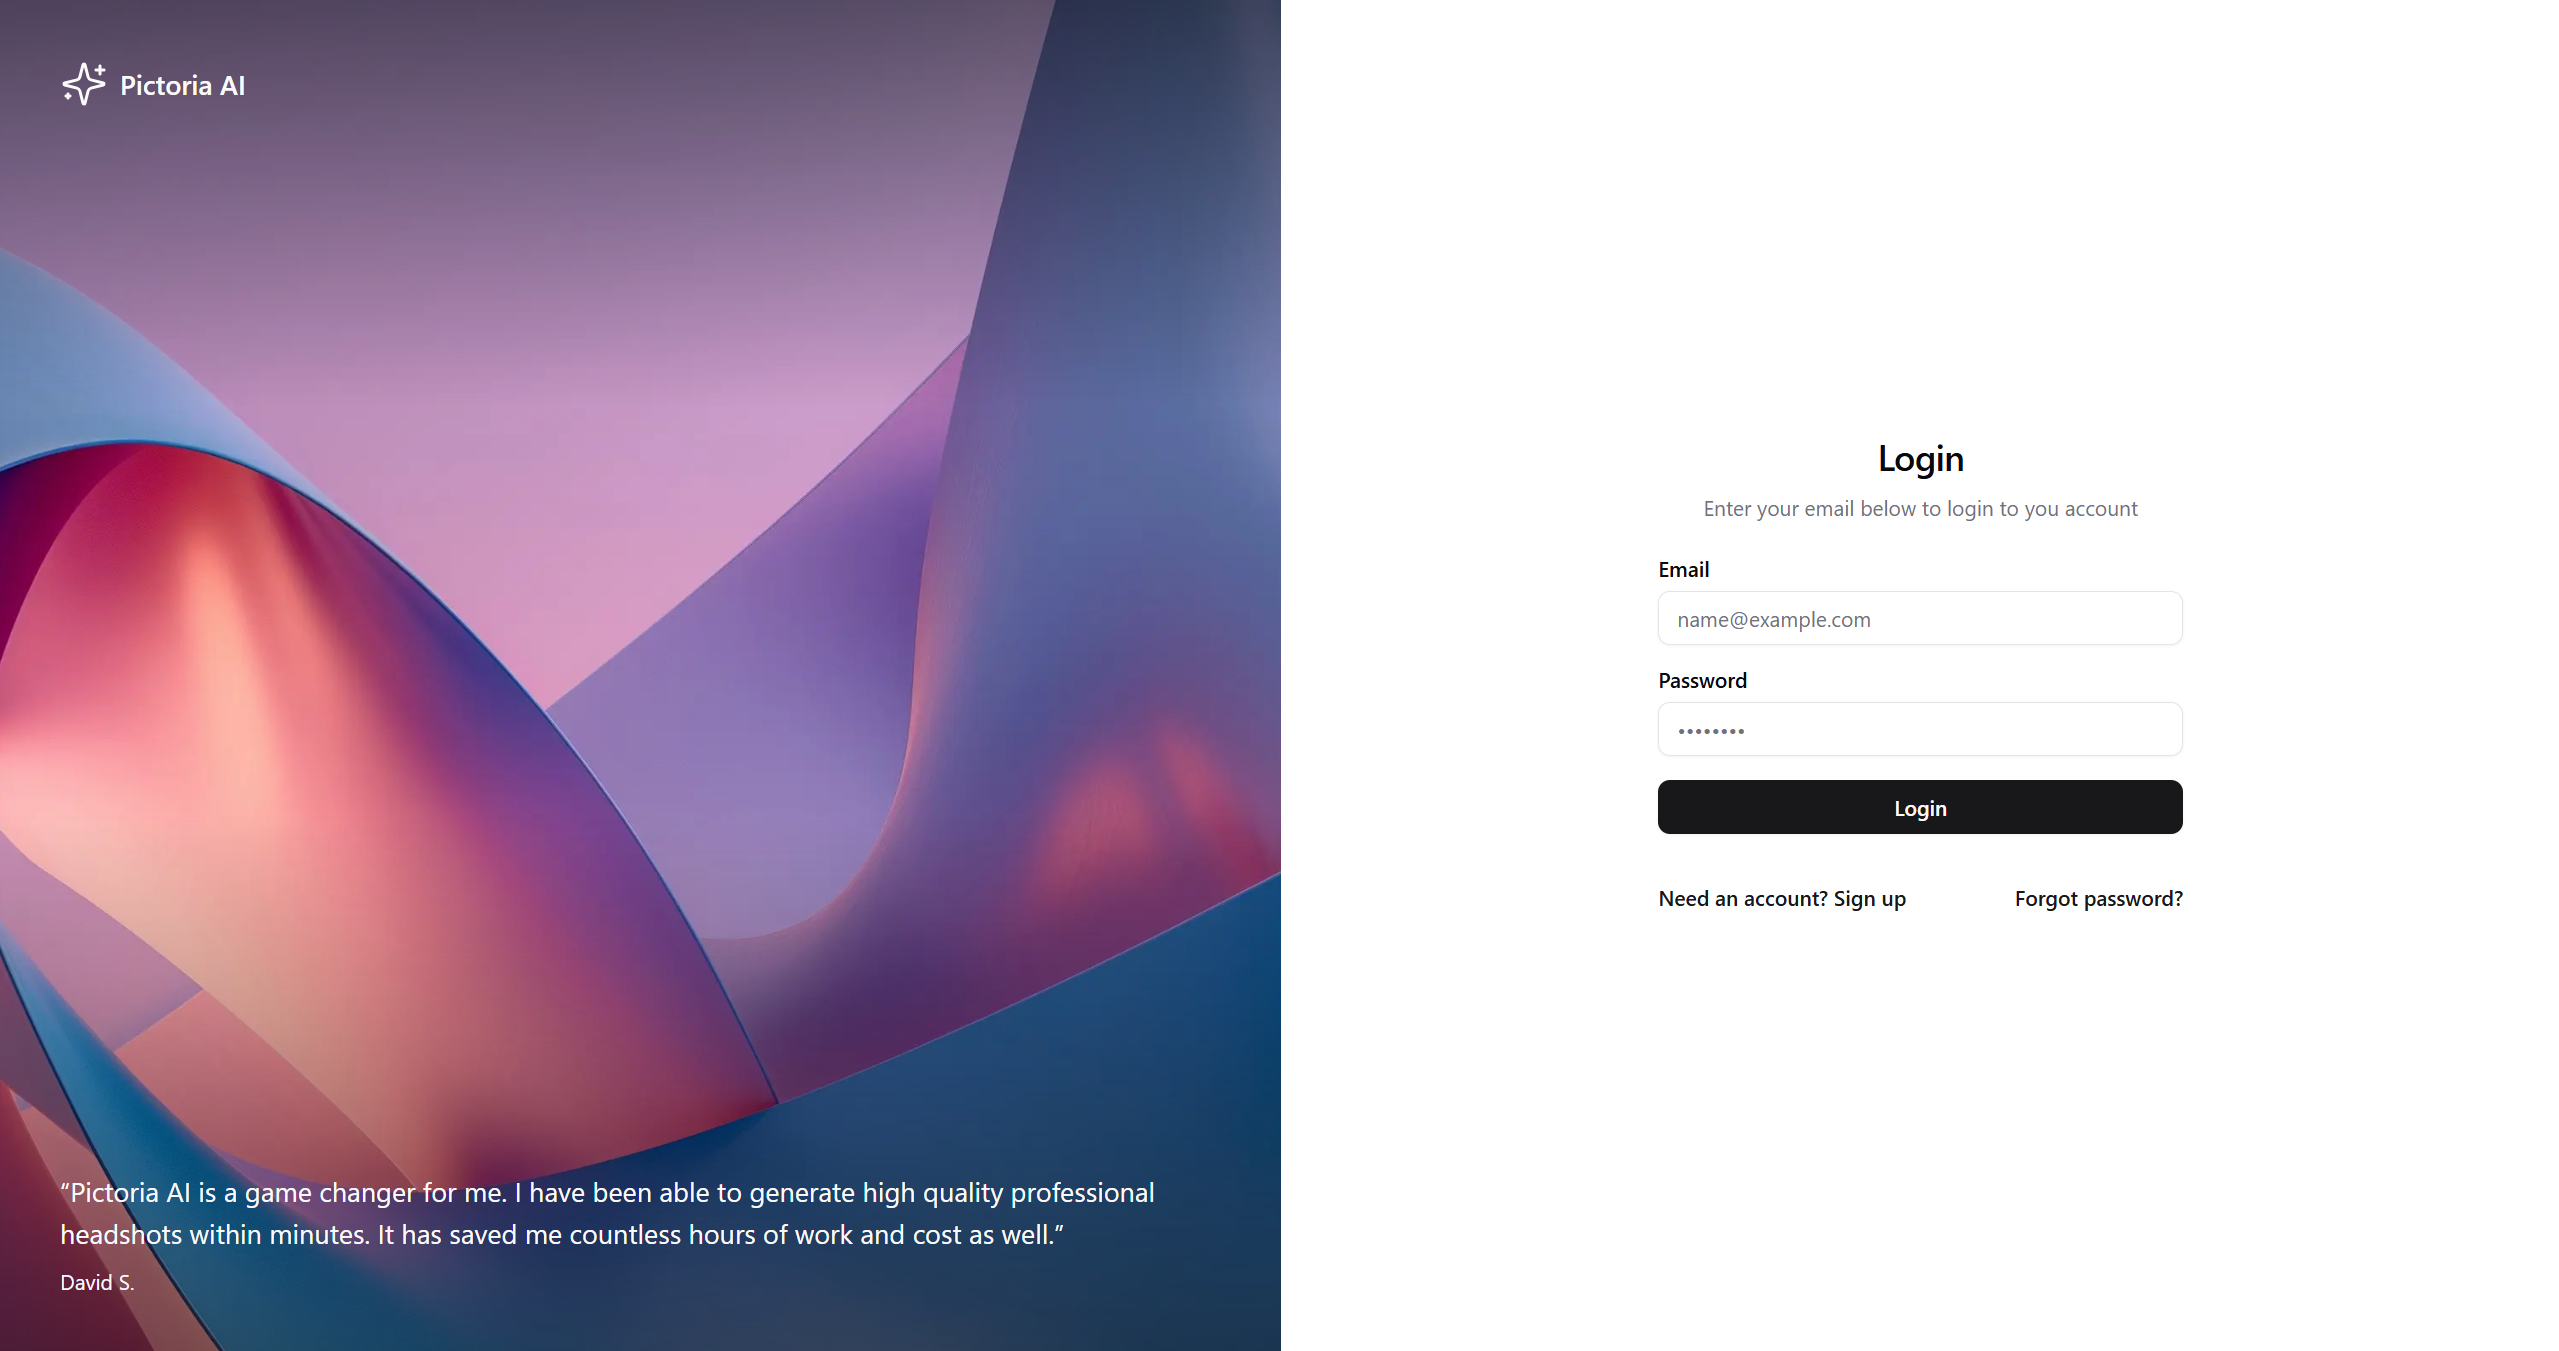 Pictoria AI
“Pictoria AI is a game changer for me. I have been able to generate high quality professional
headshots within minutes. It has saved me countless hours of work and cost as well.”
David S.
Login
Enter your email below to login to you account
Email
name@example.com
Password
••••••••
Login
Need an account? Sign up
Forgot password?